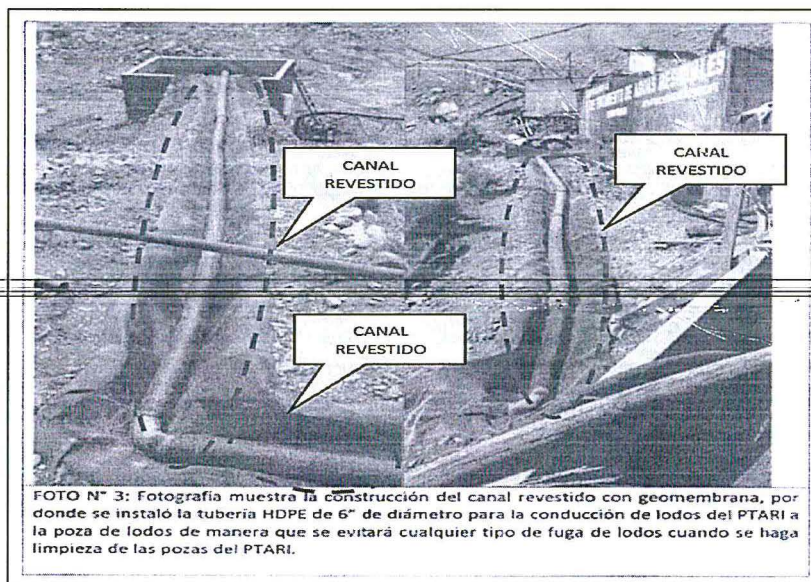 CANAL
REVESTIDO
CANAL
REVESTIDO
CANAL
REVESTIDO
FOTO N° 3: Fotografía muestra la construcción del canal revestido con geomembrana, por
donde se instaló la tubería HDPE de 6" de diámetro para la conducción de lodos del PTARI a
la poza de lodos de manera que se evitará cualquier tipo de fuga de lodos cuando se haga
limpieza de las pozas del PTARI.